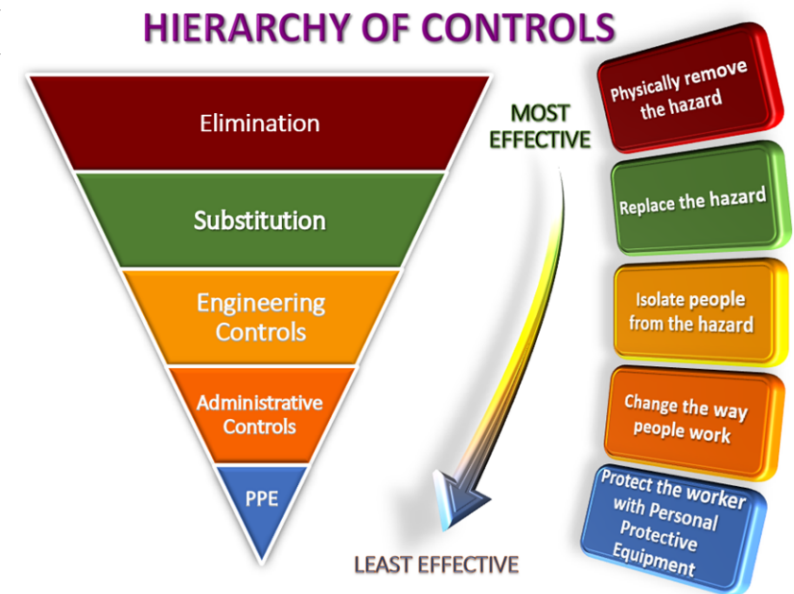 HIERARCHY OF CONTROLS
Elimination
Substitution
Engineering
Controls
Administrative
Controls
PPE
MOST
EFFECTIVE
LEAST EFFECTIVE
Physically remove
the hazard
Replace the hazard
Isolate people
from the hazard
Change the way
people work
Protect the worker
with Personal
Protective
Equipment